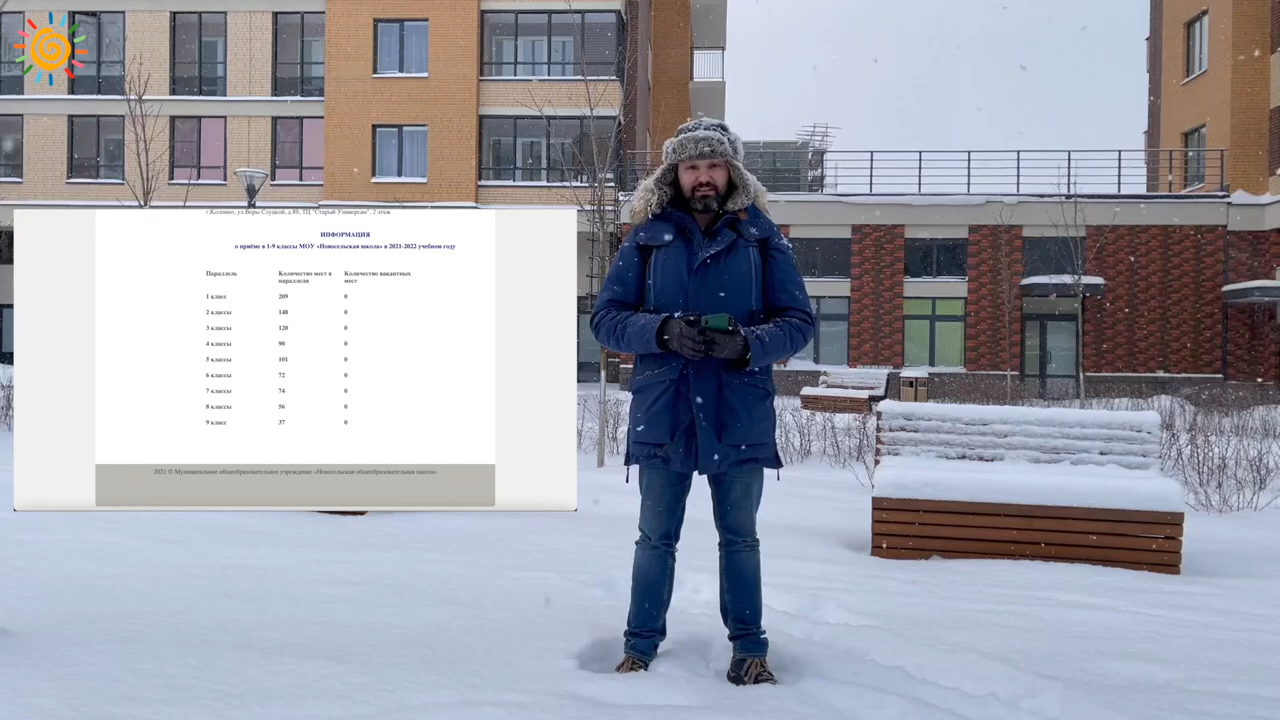 г.Колпино, ул.Веры Слуцкой, д.89, ТЦ "Старый Универсам", 2 этаж
ИНФОРМАЦИЯ
о приёме в 1-9 классы МОУ «Новосельская школа» в 2021-2022 учебном году
Параллель Количество мест в параллели Количество вакантных мест
1 класс 209 0
2 классы 148 0
3 классы 120 0
4 классы 90 0
5 классы 101 0
6 классы 72 0
7 классы 74 0
8 классы 56 0
9 класс 37 0
2021 © Муниципальное общеобразовательное учреждение «Новосельская общеобразовательная школа»